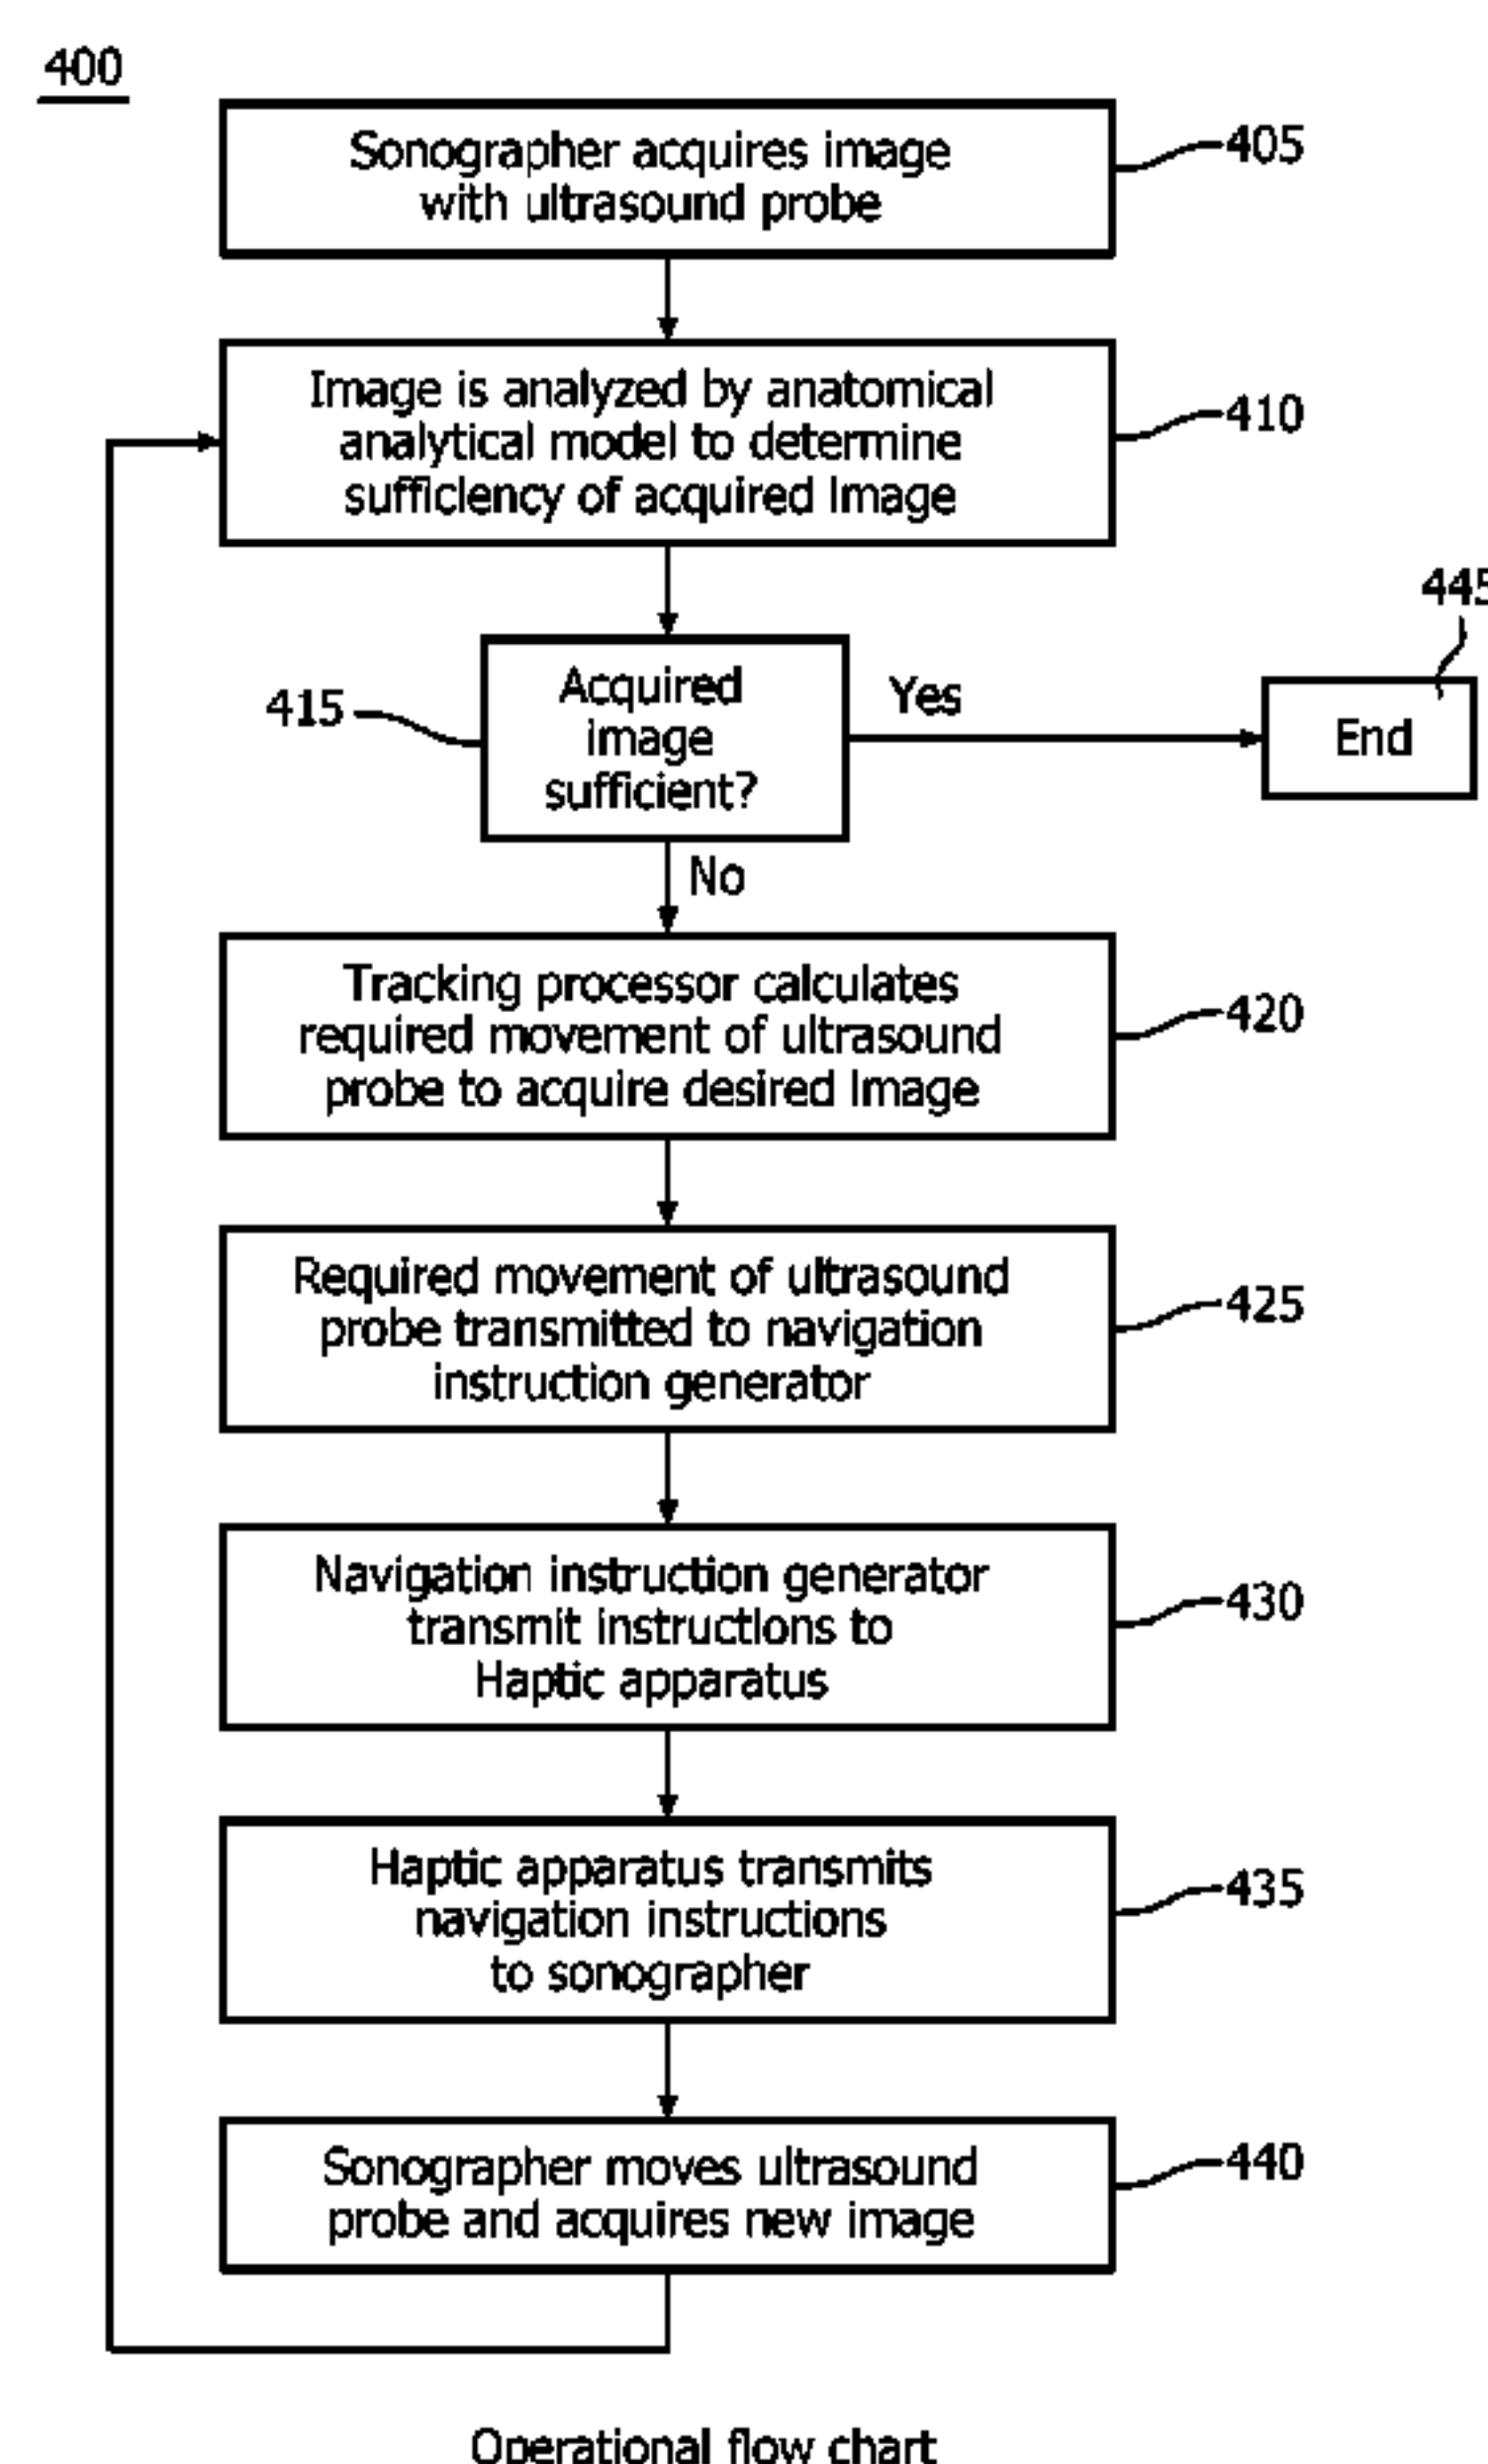 400
Sonographer acquires image
with ultrasound probe
405
Image is analyzed by anatomical
analytical model to determine
sufficiency of acquired Image
410
445
Acquired
image
sufficient?
415
Yes
End
No
Tracking processor calculates
required movement of ultrasound
probe to acquire desired Image
420
Required movement of ultrasound
probe transmitted to navigation
instruction generator
425
Navigation instruction generator
transmit instructions to
Haptic apparatus
430
Haptic apparatus transmits
navigation instructions
to sonographer
435
Sonographer moves ultrasound
probe and acquires new image
440
Operational flow chart